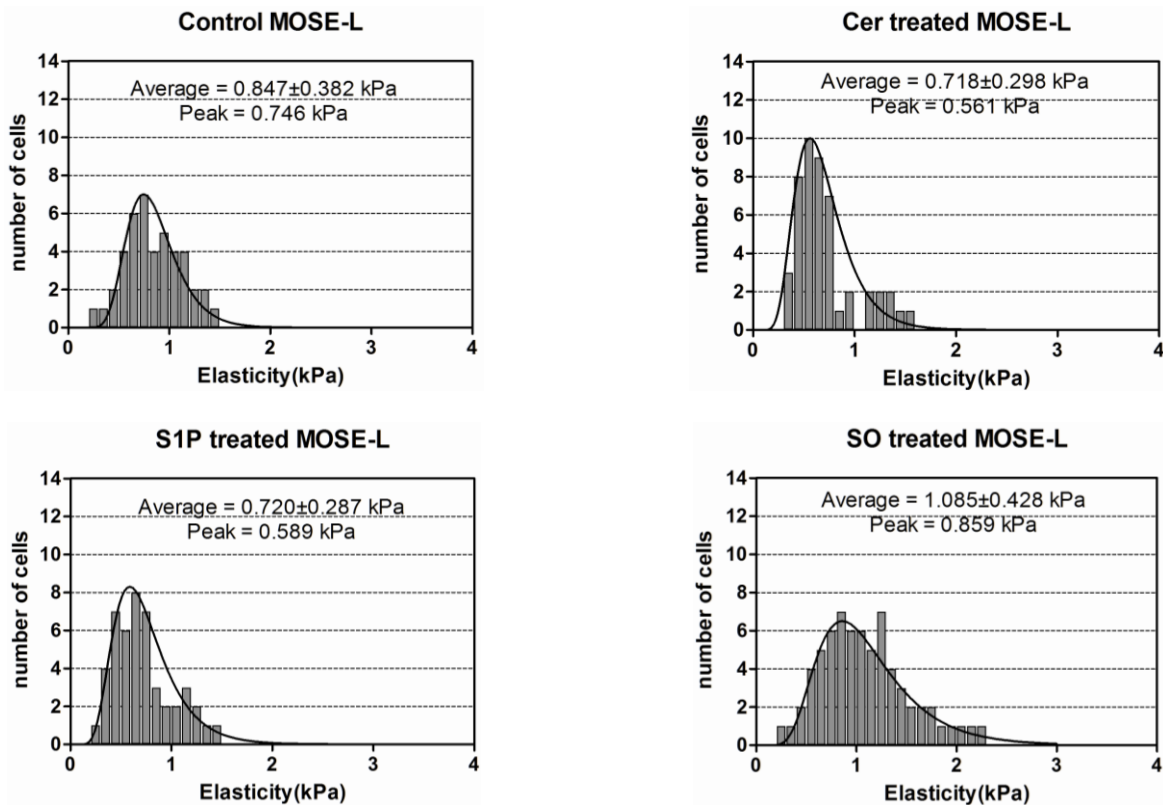 Control MOSE-L
number of cells
14
12
10
8
6
4
2
0
Average = 0.847±0.382 kPa
Peak = 0.746 kPa
0 1 2 3 4
Elasticity(kPa)
Cer treated MOSE-L
number of cells
14
12
10
8
6
4
2
0
Average = 0.718±0.298 kPa
Peak = 0.561 kPa
0 1 2 3 4
Elasticity(kPa)
S1P treated MOSE-L
number of cells
14
12
10
8
6
4
2
0
Average = 0.720±0.287 kPa
Peak = 0.589 kPa
0 1 2 3 4
Elasticity(kPa)
SO treated MOSE-L
number of cells
14
12
10
8
6
4
2
0
Average = 1.085±0.428 kPa
Peak = 0.859 kPa
0 1 2 3 4
Elasticity(kPa)